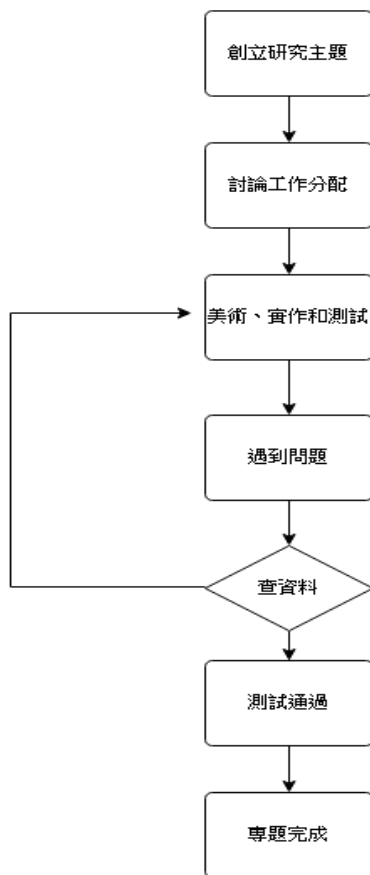 創立研究主題
討論工作分配
美術、實作和測試
遇到問題
查資料
測試通過
專題完成